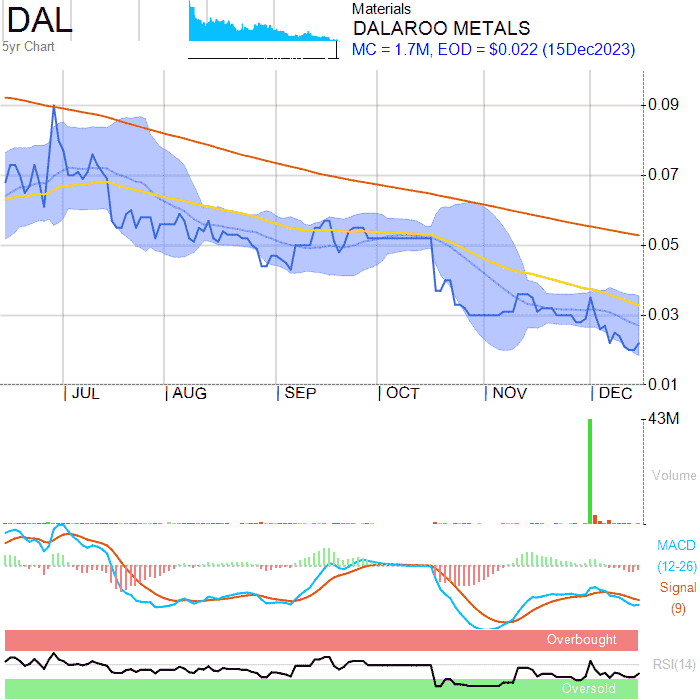 DAL
5yr Chart
Materials
DALAROO METALS
MC = 1.7M, EOD = $0.022 (15Dec2023)
0.09
0.07
0.05
0.03
0.01
JUL AUG SEP OCT NOV DEC
43M
Volume
MACD
(12-26)
Signal
(9)
Overbought
RSI(14)
Oversold